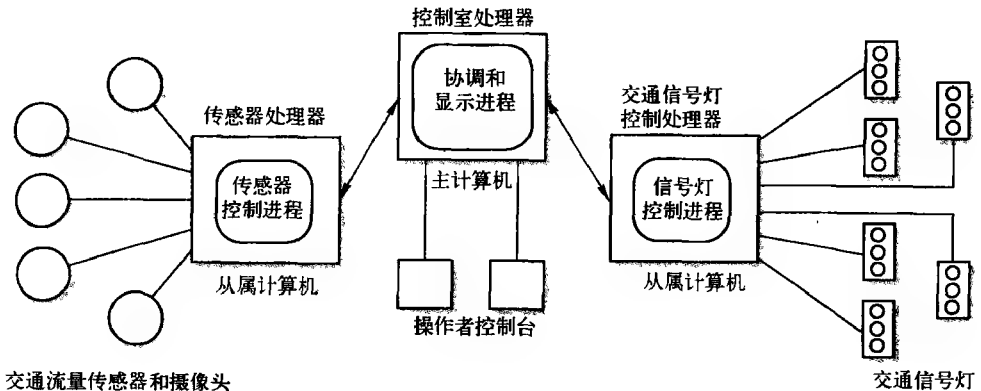 控制室处理器
协调和
显示进程
主计算机
传感器处理器
传感器
控制进程
从属计算机
交通信号灯
控制处理器
信号灯
控制进程
从属计算机
操作者控制台
交通流量传感器和摄像头
交通信号灯